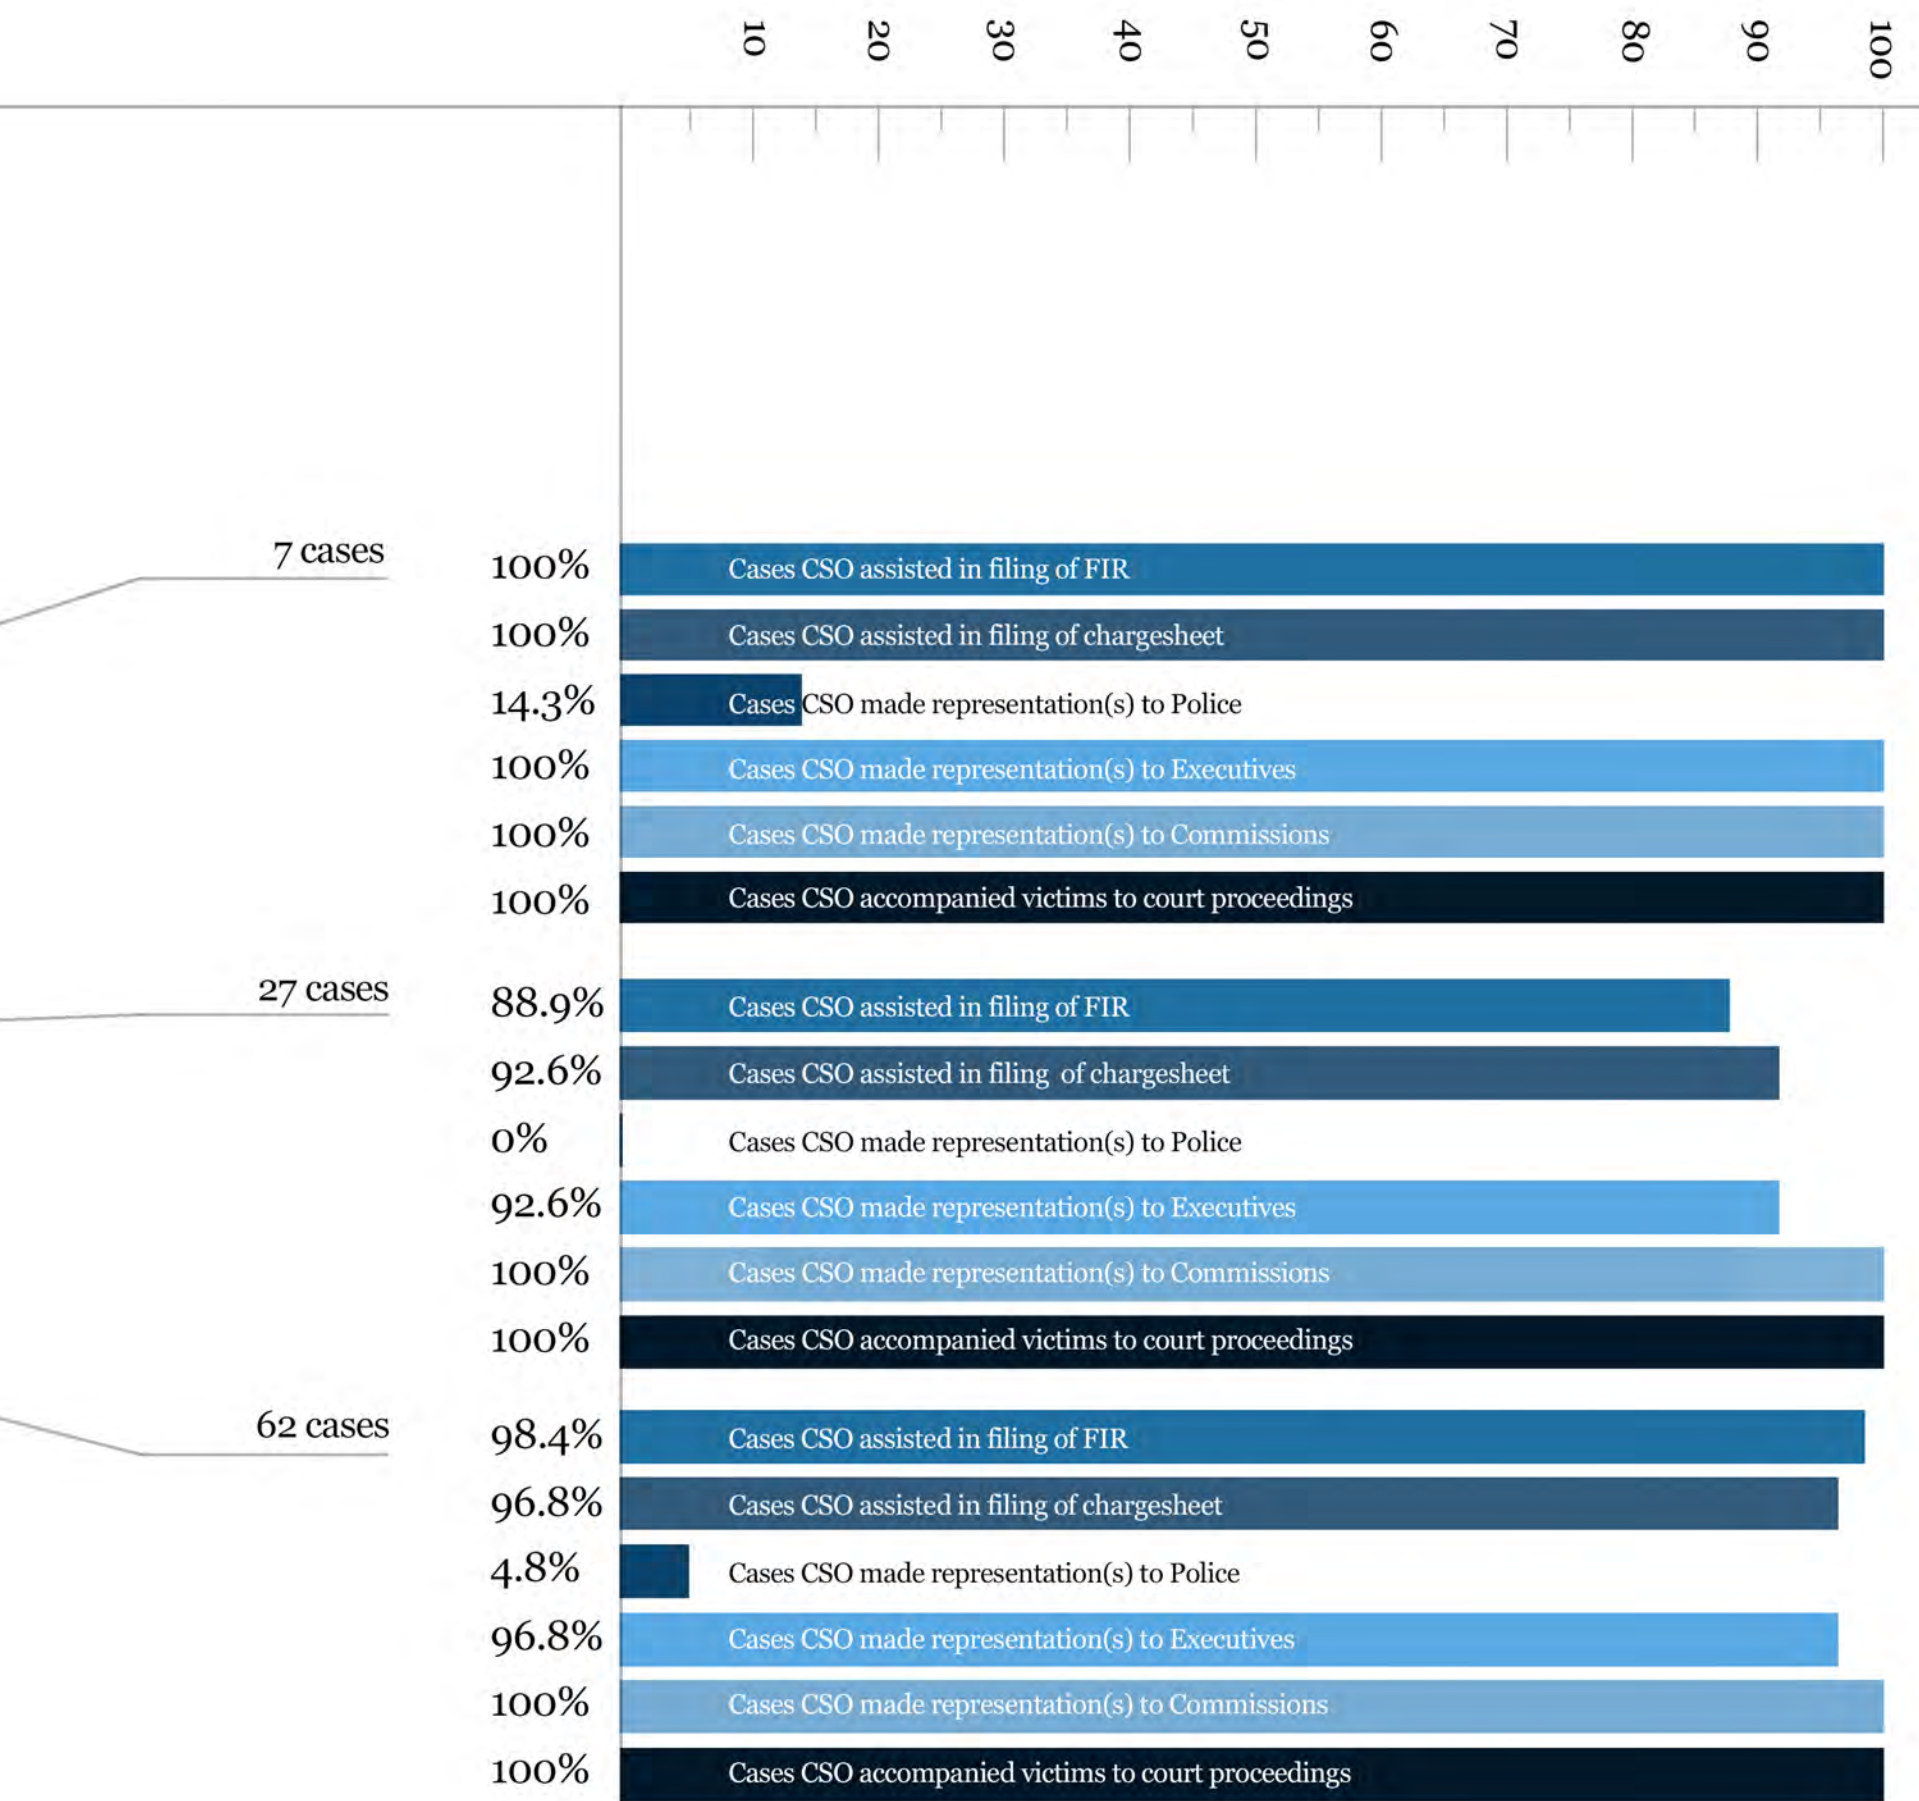 10 20 30 40 50 60 70 80 90 100
7 cases
100% Cases CSO assisted in filing of FIR
100% Cases CSO assisted in filing of chargesheet
14.3% Cases CSO made representation(s) to Police
100% Cases CSO made representation(s) to Executives
100% Cases CSO made representation(s) to Commissions
100% Cases CSO accompanied victims to court proceedings
27 cases
88.9% Cases CSO assisted in filing of FIR
92.6% Cases CSO assisted in filing of chargesheet
0% Cases CSO made representation(s) to Police
92.6% Cases CSO made representation(s) to Executives
100% Cases CSO made representation(s) to Commissions
100% Cases CSO accompanied victims to court proceedings
62 cases
98.4% Cases CSO assisted in filing of FIR
96.8% Cases CSO assisted in filing of chargesheet
4.8% Cases CSO made representation(s) to Police
96.8% Cases CSO made representation(s) to Executives
100% Cases CSO made representation(s) to Commissions
100% Cases CSO accompanied victims to court proceedings